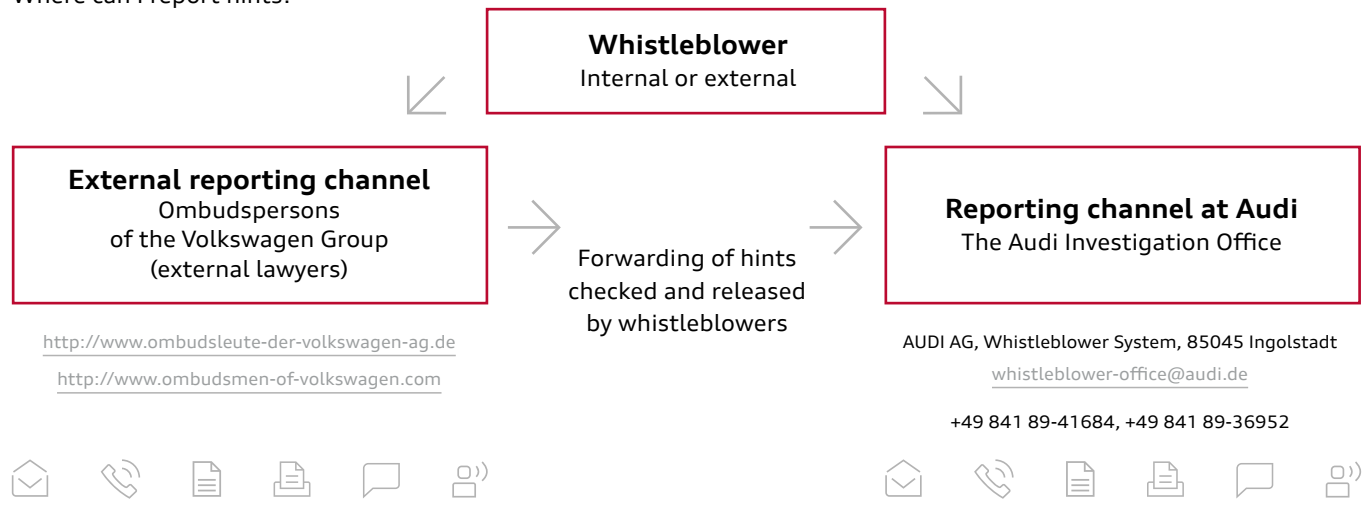 Where can I report hints?
Whistleblower
Internal or external
External reporting channel
Ombudspersons
of the Volkswagen Group
(external lawyers)
http://www.ombudsleute-der-volkswagen-ag.de
http://www.ombudsmen-of-volkswagen.com
Forwarding of hints
checked and released
by whistleblowers
Reporting channel at Audi
The Audi Investigation Office
AUDI AG, Whistleblower System, 85045 Ingolstadt
whistleblower-office@audi.de
+49 841 89-41684, +49 841 89-36952